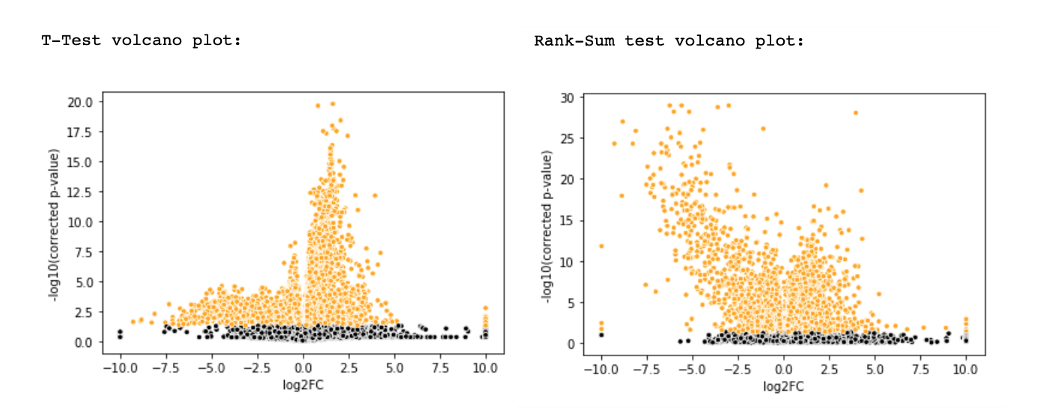 T-Test volcano plot:
Rank-Sum test volcano plot:
20.0
17.5
15.0
12.5
10.0
7.5
5.0
2.5
0.0
-log10(corrected p-value)
−10.0 −7.5 −5.0 −2.5 0.0 2.5 5.0 7.5 10.0
log2FC
30
25
20
15
10
5
0
-log10(corrected p-value)
−10.0 −7.5 −5.0 −2.5 0.0 2.5 5.0 7.5 10.0
log2FC